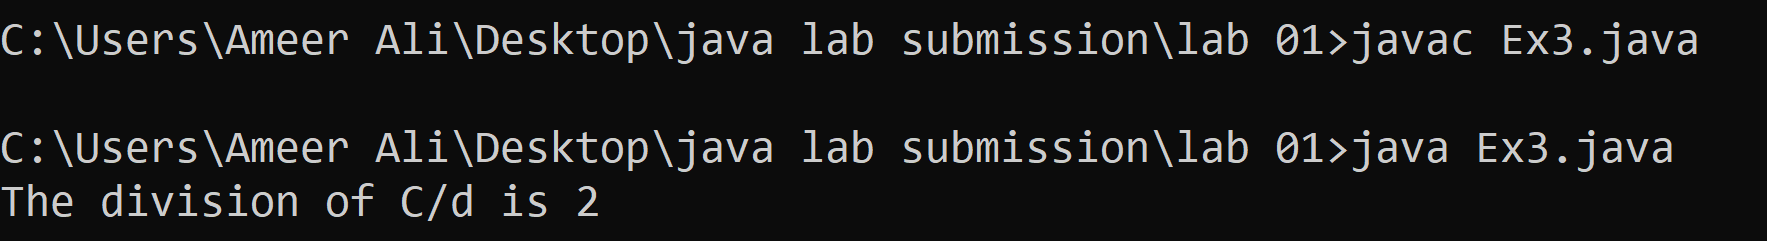 C:\Users\Ameer Ali\Desktop\java lab submission\lab 01>javac Ex3.java
C:\Users\Ameer Ali\Desktop\java lab submission\lab 01>java Ex3.java
The division of C/d is 2